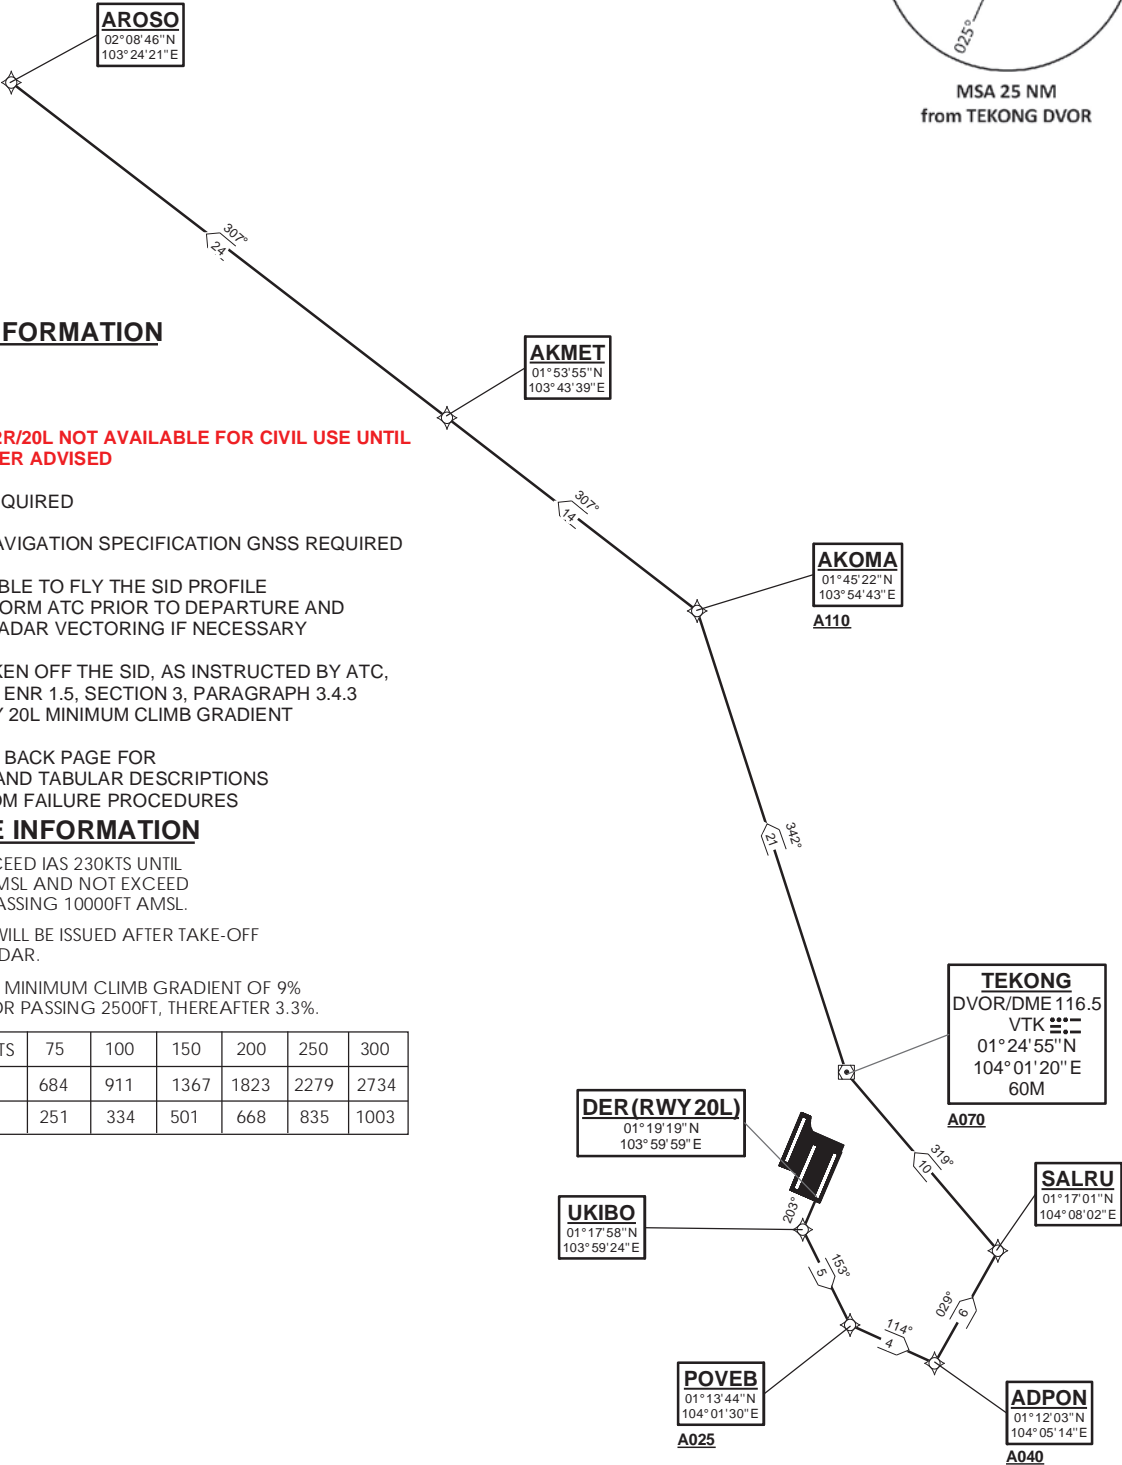 AROSO
02°08'46"N
103°24'21"E
025°
MSA 25 NM
from TEKONG DVOR
307°
24
FORMATION
AKMET
01°53'55"N
103°43'39"E
2R/20L NOT AVAILABLE FOR CIVIL USE UNTIL
ER ADVISED
QUIRED
AVIGATION SPECIFICATION GNSS REQUIRED
BLE TO FLY THE SID PROFILE
ORM ATC PRIOR TO DEPARTURE AND
ADAR VECTORING IF NECESSARY
KEN OFF THE SID, AS INSTRUCTED BY ATC,
ENR 1.5, SECTION 3, PARAGRAPH 3.4.3
Y 20L MINIMUM CLIMB GRADIENT
BACK PAGE FOR
AND TABULAR DESCRIPTIONS
OM FAILURE PROCEDURES
307°
14
AKOMA
01°45'22"N
103°54'43"E
A110
E INFORMATION
CEED IAS 230KTS UNTIL
MSL AND NOT EXCEED
ASSING 10000FT AMSL.
WILL BE ISSUED AFTER TAKE-OFF
DAR.
MINIMUM CLIMB GRADIENT OF 9%
OR PASSING 2500FT, THEREAFTER 3.3%.
TS 75 100 150 200 250 300
684 911 1367 1823 2279 2734
251 334 501 668 835 1003
342°
21
TEKONG
DVOR/DME 116.5
VTK
01°24'55"N
104°01'20"E
60M
A070
DER (RWY 20L)
01°19'19"N
103°59'59"E
319°
10
SALRU
01°17'01"N
104°08'02"E
UKIBO
01°17'58"N
103°59'24"E
203°
153°
5
029°
6
114°
4
POVEB
01°13'44"N
104°01'30"E
A025
ADPON
01°12'03"N
104°05'14"E
A040